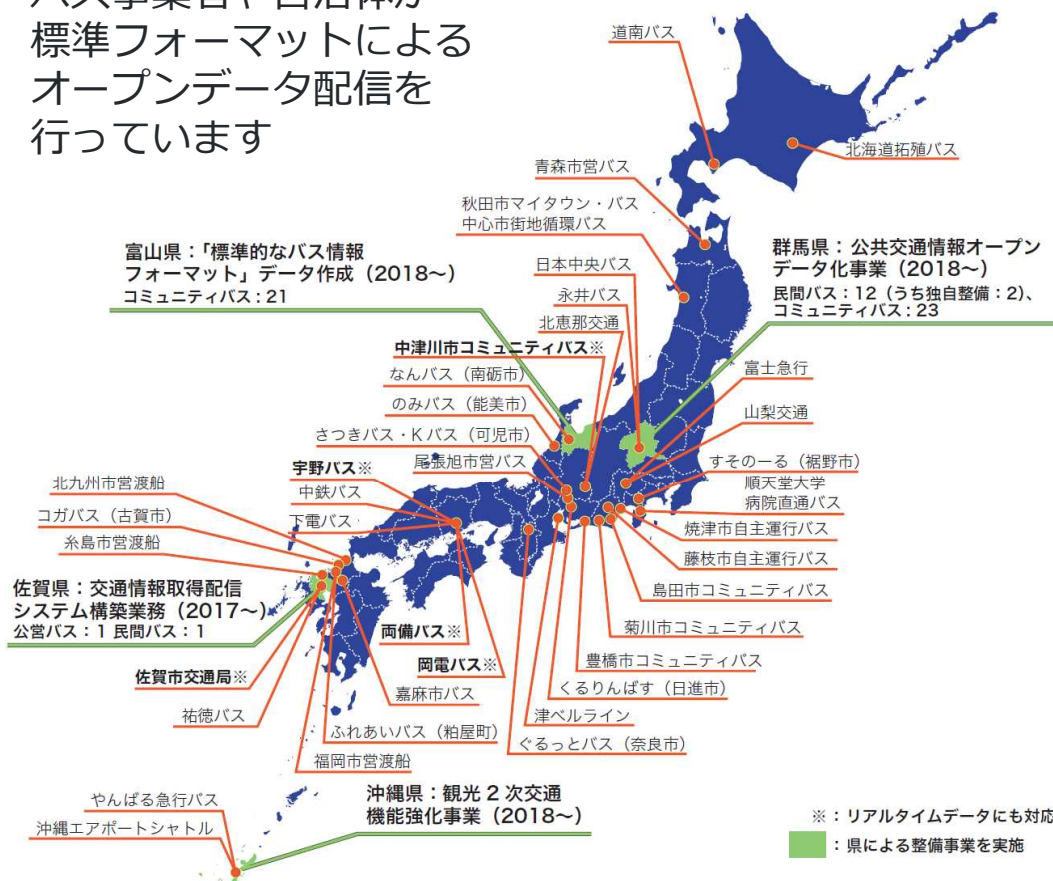 バス事業者や自治体が
標準フォーマットによる
オープンデータ配信を
行っています
道南バス
北海道拓殖バス
青森市営バス
秋田市マイタウン・バス
中心市街地循環バス
富山県:「標準的なバス情報
フォーマット」データ作成(2018〜)
コミュニティバス:21
日本中央バス
永井バス
北恵那交通
中津川市コミュニティバス※
なんバス(南砺市)
のみバス(能美市)
さつきバス・Kバス(可児市)
尾張旭市営バス
群馬県:公共交通情報オープン
データ化事業(2018〜)
民間バス:12(うち独自整備:2)、
コミュニティバス:23
富士急行
山梨交通
すそのーる(裾野市)
順天堂大学
病院直通バス
焼津市自主運行バス
藤枝市自主運行バス
島田市コミュニティバス
菊川市コミュニティバス
豊橋市コミュニティバス
くるりんばす(日進市)
津ベルライン
ぐるっとバス(奈良市)
宇野バス※
中鉄バス
下電バス
両備バス※
岡電バス※
北九州市営渡船
コガバス(古賀市)
糸島市営渡船
佐賀県:交通情報取得配信
システム構築業務(2017〜)
公営バス:1 民間バス:1
佐賀市交通局※
祐徳バス
嘉麻市バス
ふれあいバス(粕屋町)
福岡市営渡船
やんばる急行バス
沖縄エアポートシャトル
沖縄県:観光2次交通
機能強化事業(2018〜)
※:リアルタイムデータにも対応
:県による整備事業を実施